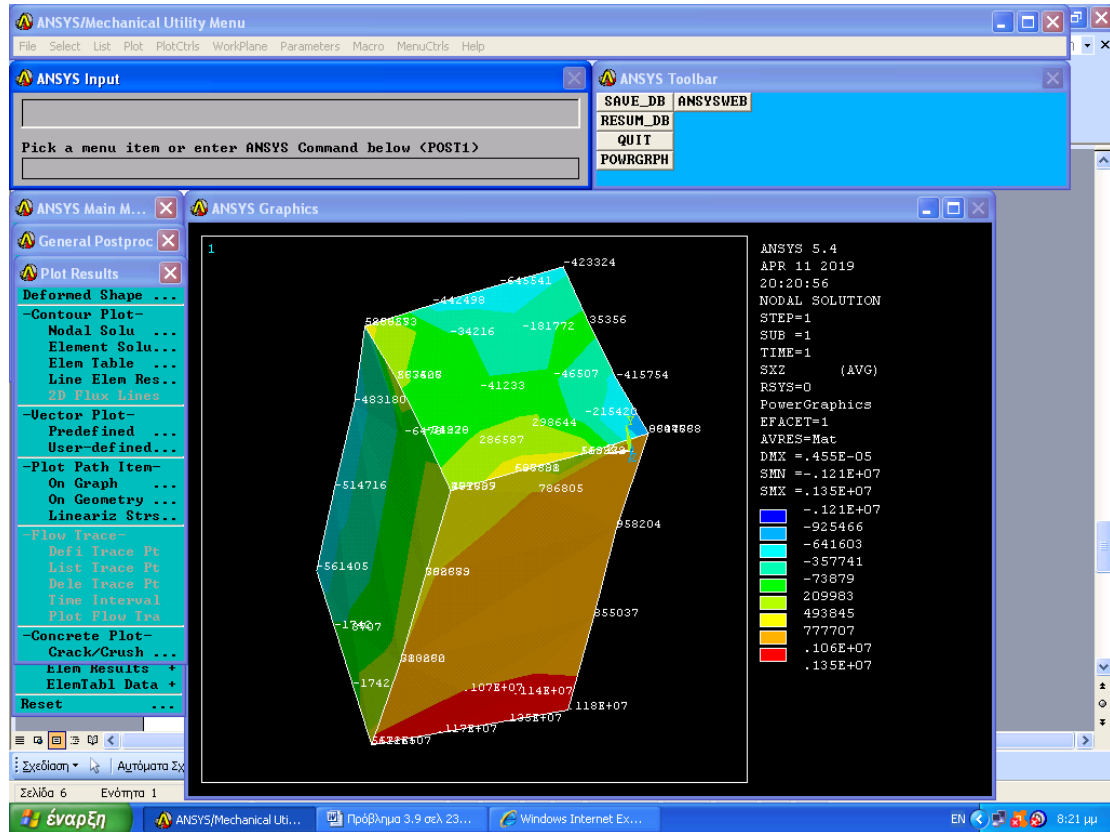 ANSYS/Mechanical Utility Menu
File Select List Plot PlotCtrls WorkPlane Parameters Macro MenuCtrls Help
ANSYS Input
Pick a menu item or enter ANSYS Command below (POST1)
ANSYS Toolbar
SAVE_DB ANSYSWEB
RESUM_DB
QUIT
POWRGRPH
ANSYS Main M...
General Postproc
Plot Results
Deformed Shape ...
-Contour Plot-
Nodal Solu ...
Element Solu...
Elem Table ...
Line Elem Res..
2D Flux Lines
-Vector Plot-
Predefined ...
User-defined...
-Plot Path Item-
On Graph ...
On Geometry ...
Lineariz Strs..
-Flow Trace-
Defi Trace Pt
List Trace Pt
Dele Trace Pt
Time Interval
Plot Flow Tra
-Concrete Plot-
Crack/Crush ...
Elem Results +
ElemTabl Data +
Reset ...
ANSYS Graphics
1
-423324
-645541
-442498
-34216
-181772
35356
-46507
-415754
-41233
-483180
-215420
298644
286587
Y
786805
-514716
958204
-561405
855037
-1742
-1742
.107E+07
.114E+07
.118E+07
.135E+07
.117E+07
ANSYS 5.4
APR 11 2019
20:20:56
NODAL SOLUTION
STEP=1
SUB =1
TIME=1
SXZ (AVG)
RSYS=0
PowerGraphics
EFACET=1
AVRES=Mat
DMX =.455E-05
SMN =-.121E+07
SMX =.135E+07
-.121E+07
-925466
-641603
-357741
-73879
209983
493845
777707
.106E+07
.135E+07
Σχεδίαση Αυτόματα Σχ
Σελίδα 6 Ενότητα 1
έναρξη
ANSYS/Mechanical Uti...
Πρόβλημα 3.9 σελ 23...
Windows Internet Ex...
EN
8:21 μμ